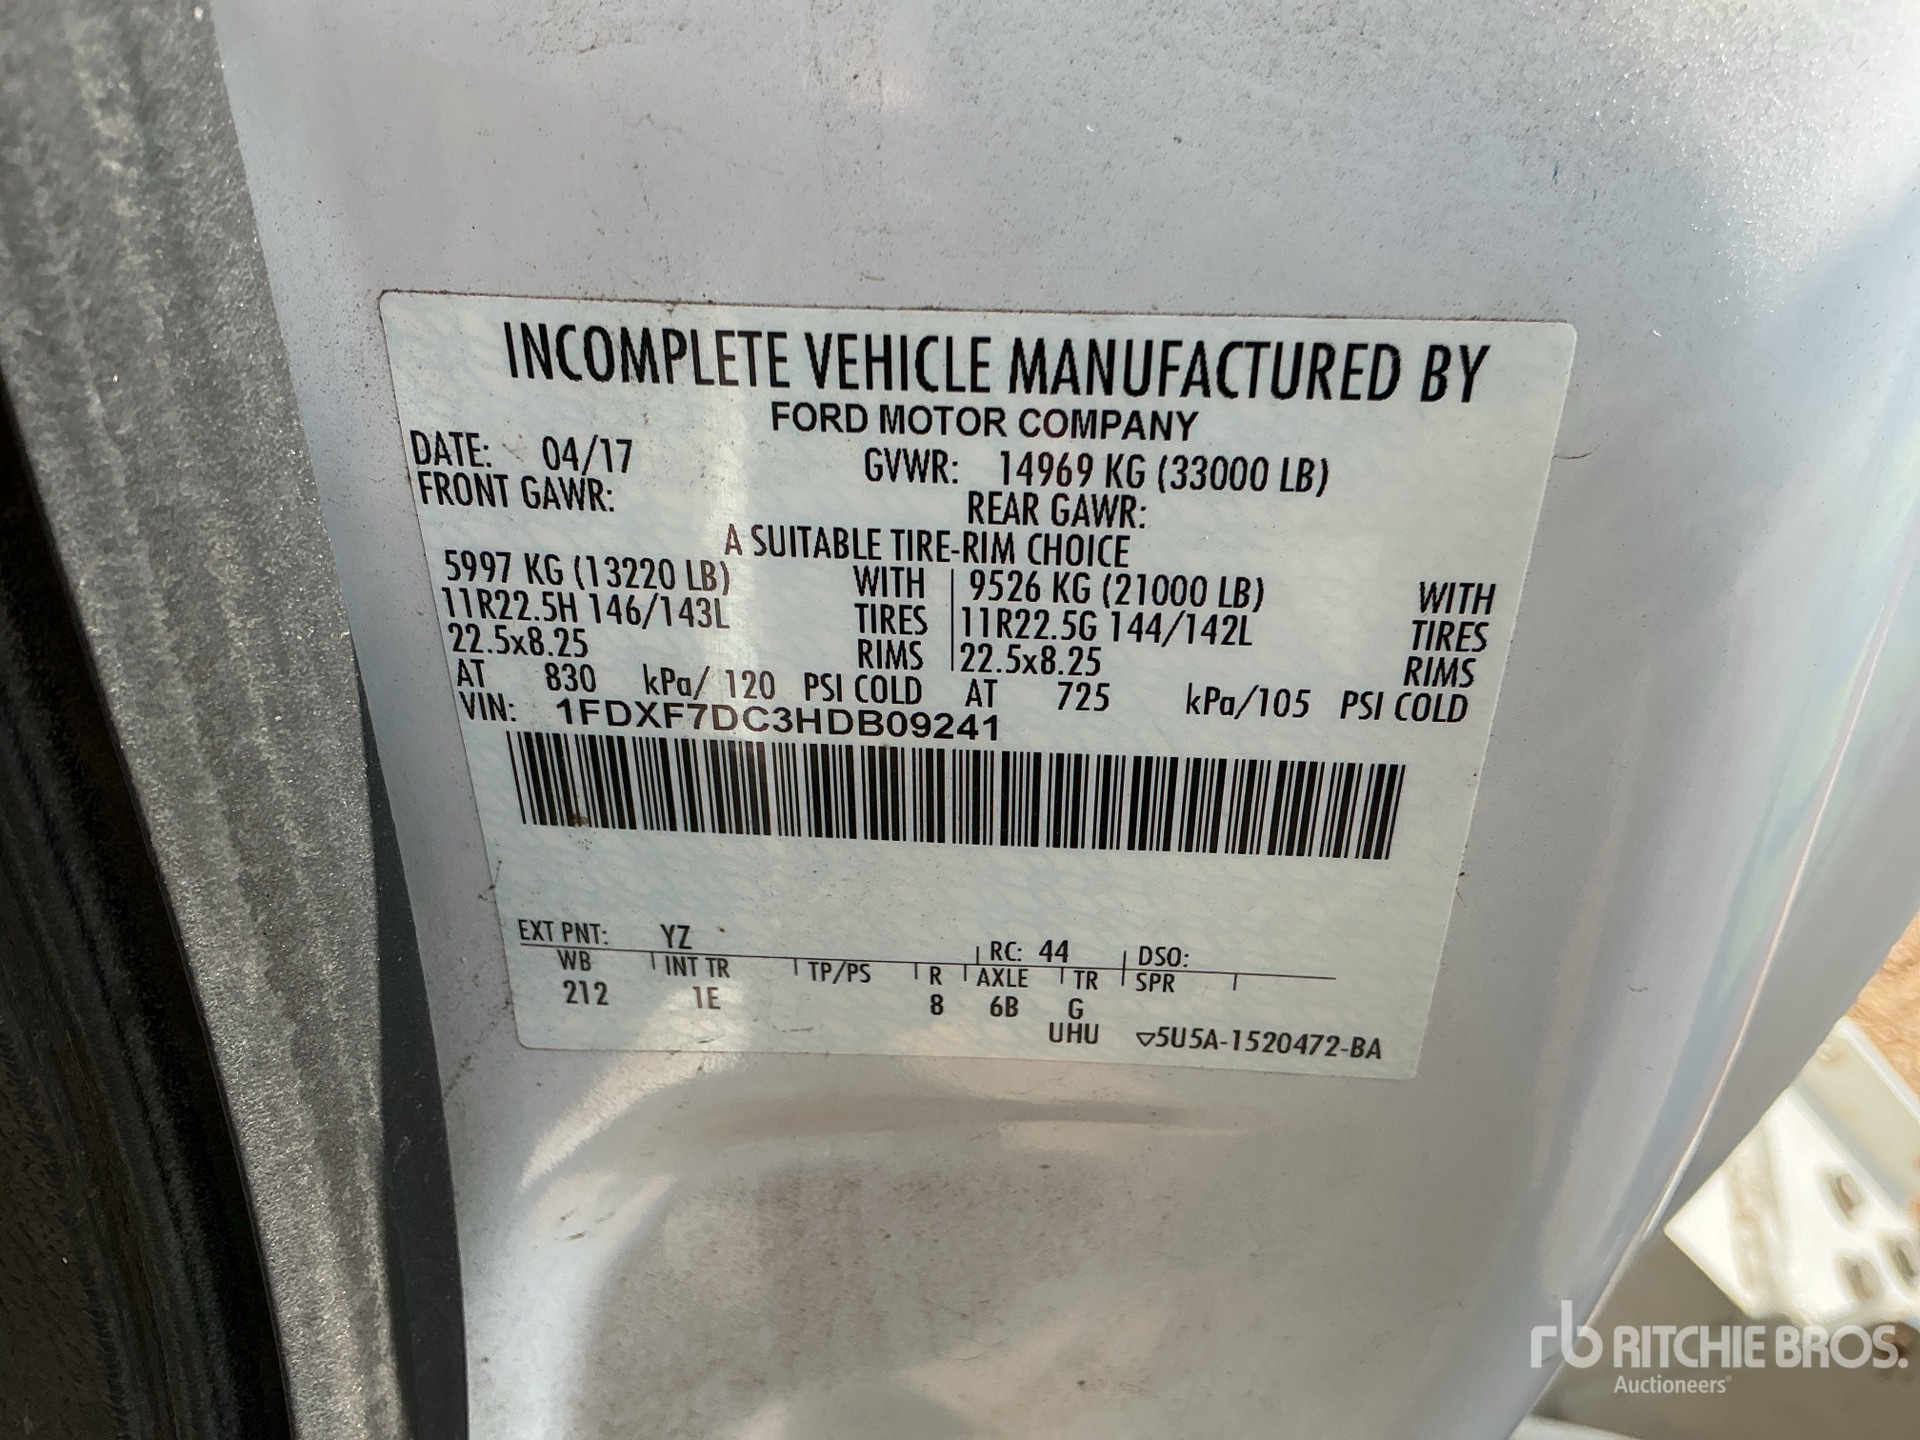 INCOMPLETE VEHICLE MANUFACTURED BY
FORD MOTOR COMPANY
DATE: 04/17 GVWR: 14969 KG (33000 LB)
FRONT GAWR: REAR GAWR:
A SUITABLE TIRE-RIM CHOICE
5997 KG (13220 LB) WITH 9526 KG (21000 LB) WITH
11R22.5H 146/143L TIRES 11R22.5G 144/142L TIRES
22.5x8.25 RIMS 22.5x8.25 RIMS
AT 830 kPa/ 120 PSI COLD AT 725 kPa/105 PSI COLD
VIN: 1FDXF7DC3HDB09241
EXT PNT: YZ RC: 44 DSO:
WB INT TR TP/PS R AXLE TR SPR
212 1E 8 6B G
UHU ▽5U5A-1520472-BA
rb RITCHIE BROS.
Auctioneers